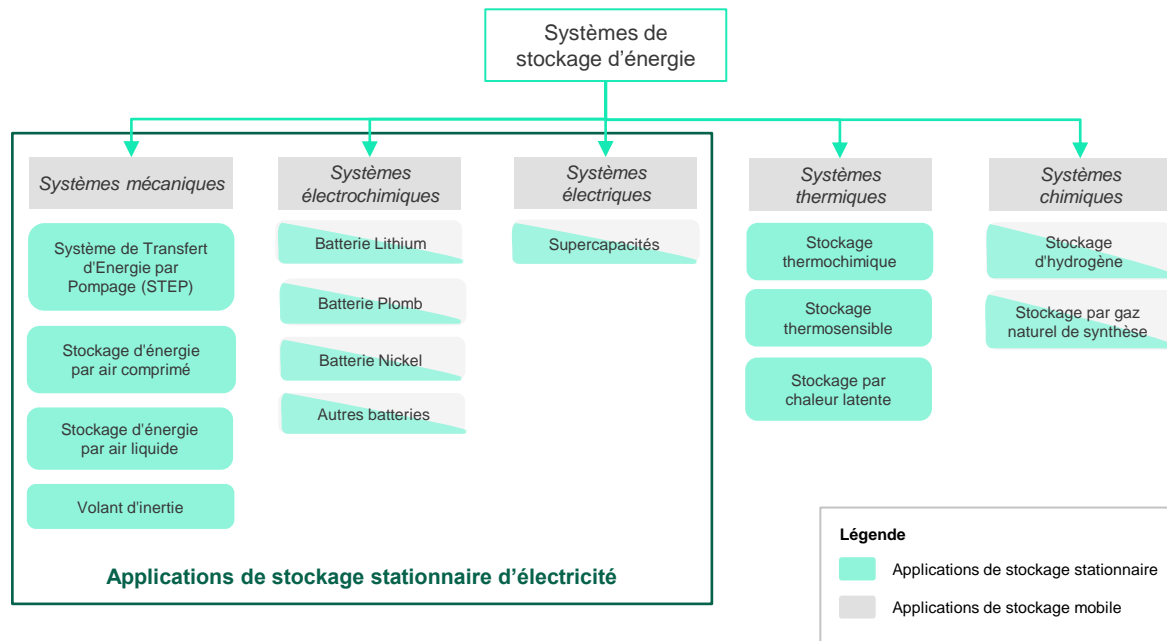 Systèmes de
stockage d’énergie
Systèmes mécaniques
Systèmes
électrochimiques
Systèmes
électriques
Systèmes
thermiques
Systèmes
chimiques
Système de Transfert
d'Energie par
Pompage (STEP)
Stockage d'énergie
par air comprimé
Stockage d'énergie
par air liquide
Volant d'inertie
Batterie Lithium
Batterie Plomb
Batterie Nickel
Autres batteries
Supercapacités
Stockage
thermochimique
Stockage
thermosensible
Stockage par
chaleur latente
Stockage
d'hydrogène
Stockage par gaz
naturel de synthèse
Applications de stockage stationnaire d’électricité
Légende
Applications de stockage stationnaire
Applications de stockage mobile